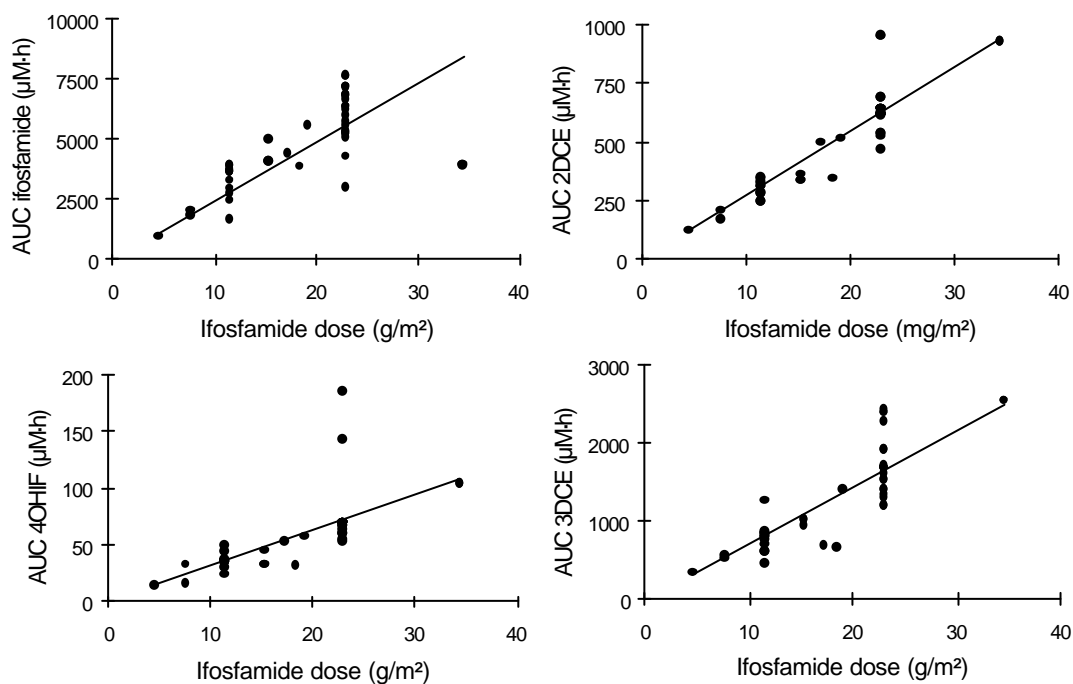 10000
7500
5000
2500
0
AUC ifosfamide (µM·h)
0 10 20 30 40
Ifosfamide dose (g/m²)
1000
750
500
250
0
AUC 2DCE (µM·h)
0 10 20 30 40
Ifosfamide dose (mg/m²)
200
150
100
50
0
AUC 4OHIF (µM·h)
0 10 20 30 40
Ifosfamide dose (g/m²)
3000
2000
1000
0
AUC 3DCE (µM·h)
0 10 20 30 40
Ifosfamide dose (g/m²)